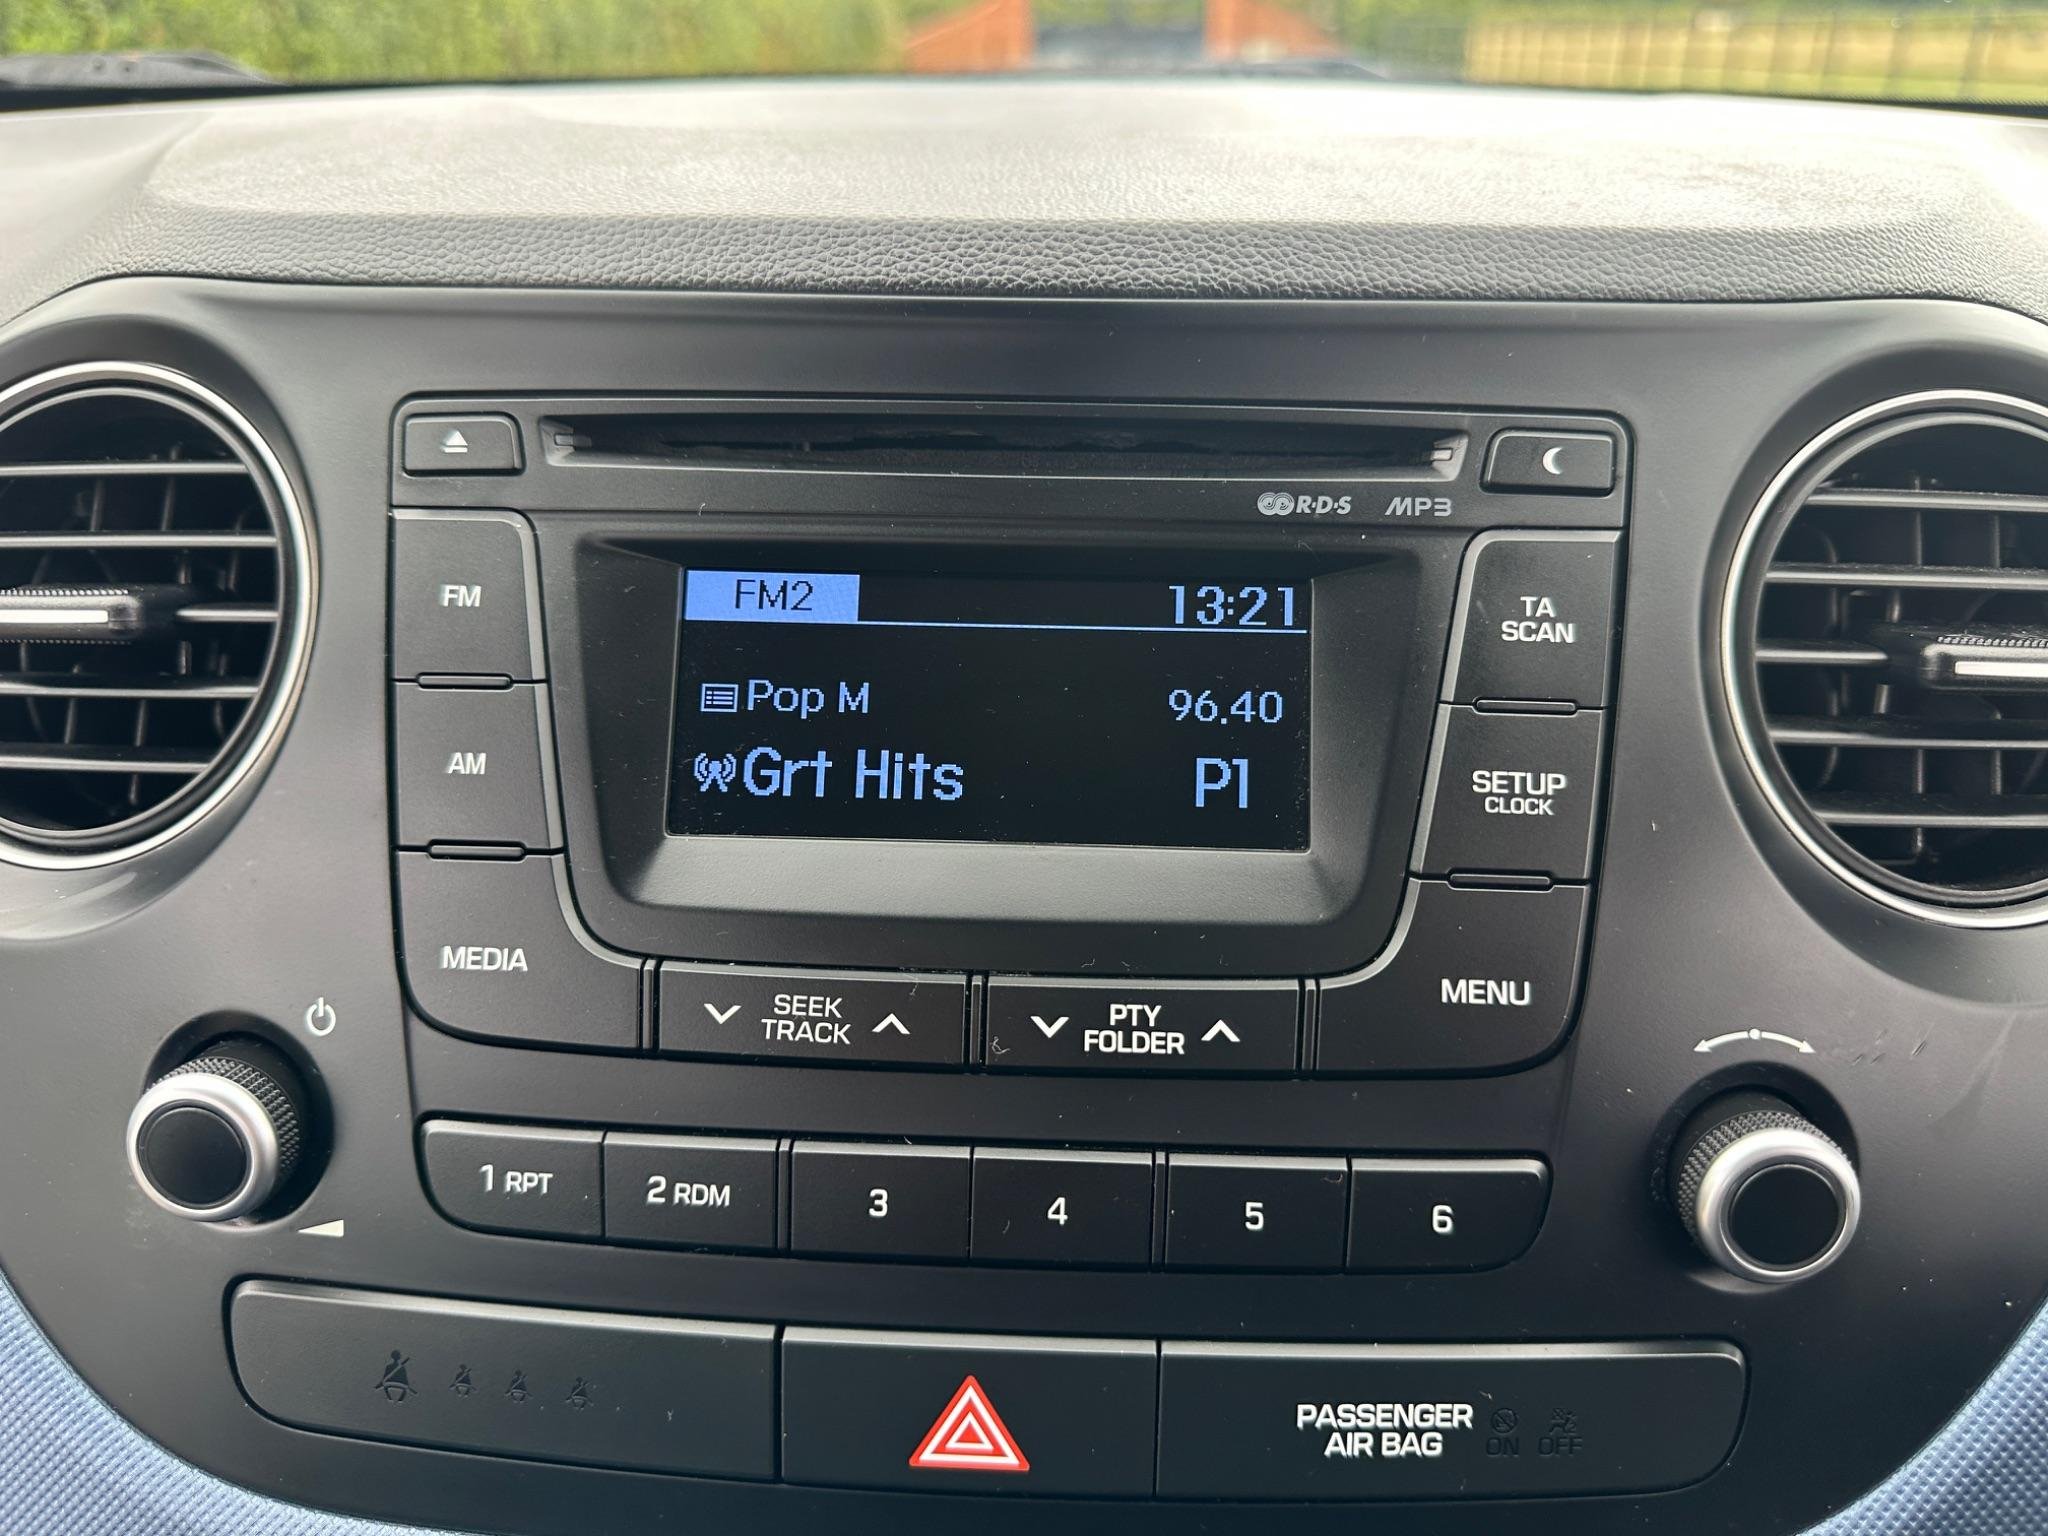 R·D·S MP3
FM
FM2 13:21
TA
SCAN
Pop M 96.40
AM
Grt Hits P1
SETUP
CLOCK
MEDIA
SEEK
TRACK
PTY
FOLDER
MENU
1 RPT
2 RDM
3
4
5
6
PASSENGER
AIR BAG
ON OFF